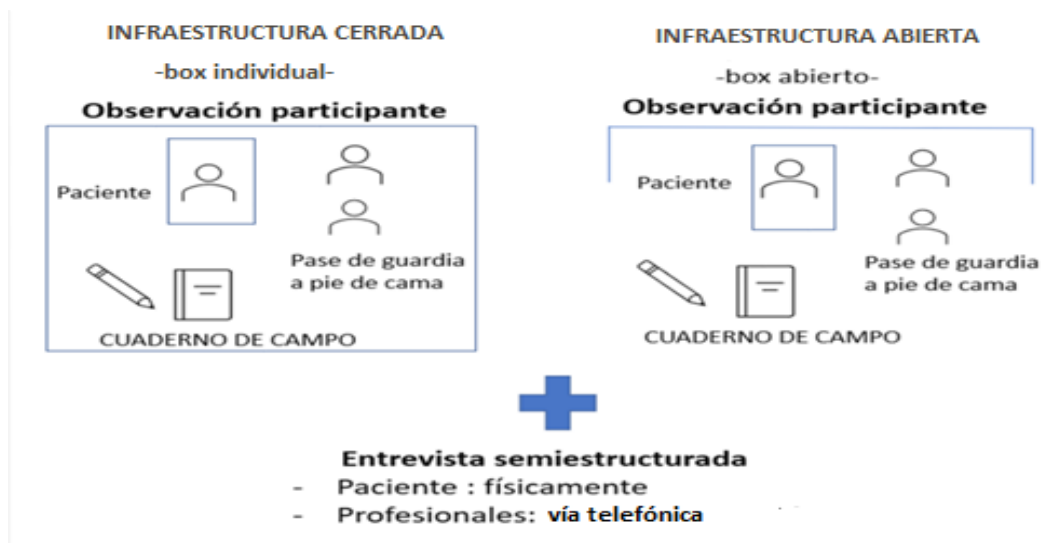 INFRAESTRUCTURA CERRADA
-box individual-
Observación participante
Paciente
Pase de guardia
a pie de cama
CUADERNO DE CAMPO
INFRAESTRUCTURA ABIERTA
-box abierto-
Observación participante
Paciente
Pase de guardia
a pie de cama
CUADERNO DE CAMPO
Entrevista semiestructurada
- Paciente : físicamente
- Profesionales: vía telefónica